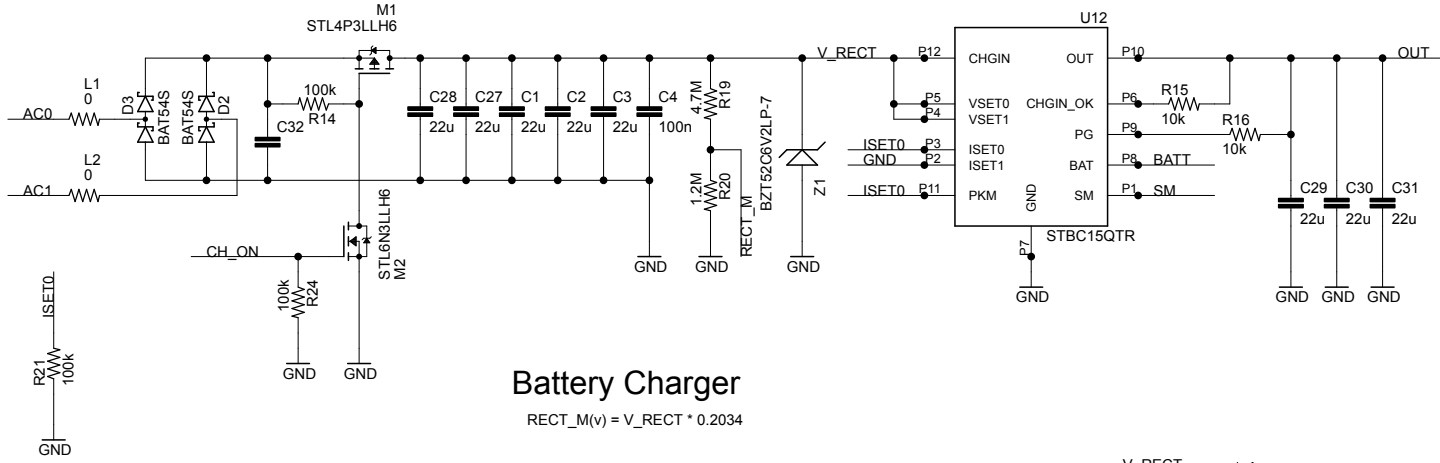 M1
STL4P3LLH6
U12
L1
0
AC0
D3
BAT54S
BAT54S
D2
L2
0
AC1
C32
100k
R14
C28
22u
C27
22u
C1
22u
C2
22u
C3
22u
C4
100n
4.7M
R19
1.2M
R20
RECT_M
BZT52C6V2LP-7
Z1
V_RECT
P12
CHGIN
P5
VSET0
P4
VSET1
ISET0
P3
ISET0
GND
P2
ISET1
ISET0
P11
PKM
GND
P7
OUT
P10
OUT
CHGIN_OK
P6
R15
10k
PG
P9
R16
10k
BAT
P8
BATT
SM
P1
SM
STBC15QTR
C29
22u
C30
22u
C31
22u
STL6N3LLH6
M2
CH_ON
100k
R24
ISET0
R21
100k
GND
GND
GND
GND
GND
GND
GND
GND
GND
GND
Battery Charger
RECT_M(v) = V_RECT * 0.2034